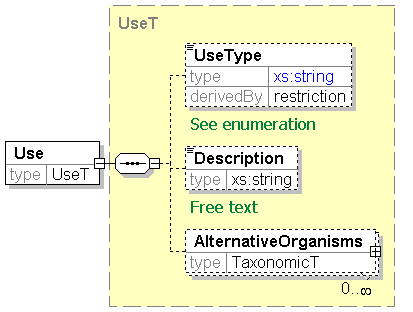 UseT
UseType
type xs:string
derivedBy restriction
See enumeration
Use
type UseT
Description
type xs:string
Free text
AlternativeOrganisms
type TaxonomicT
0..∞